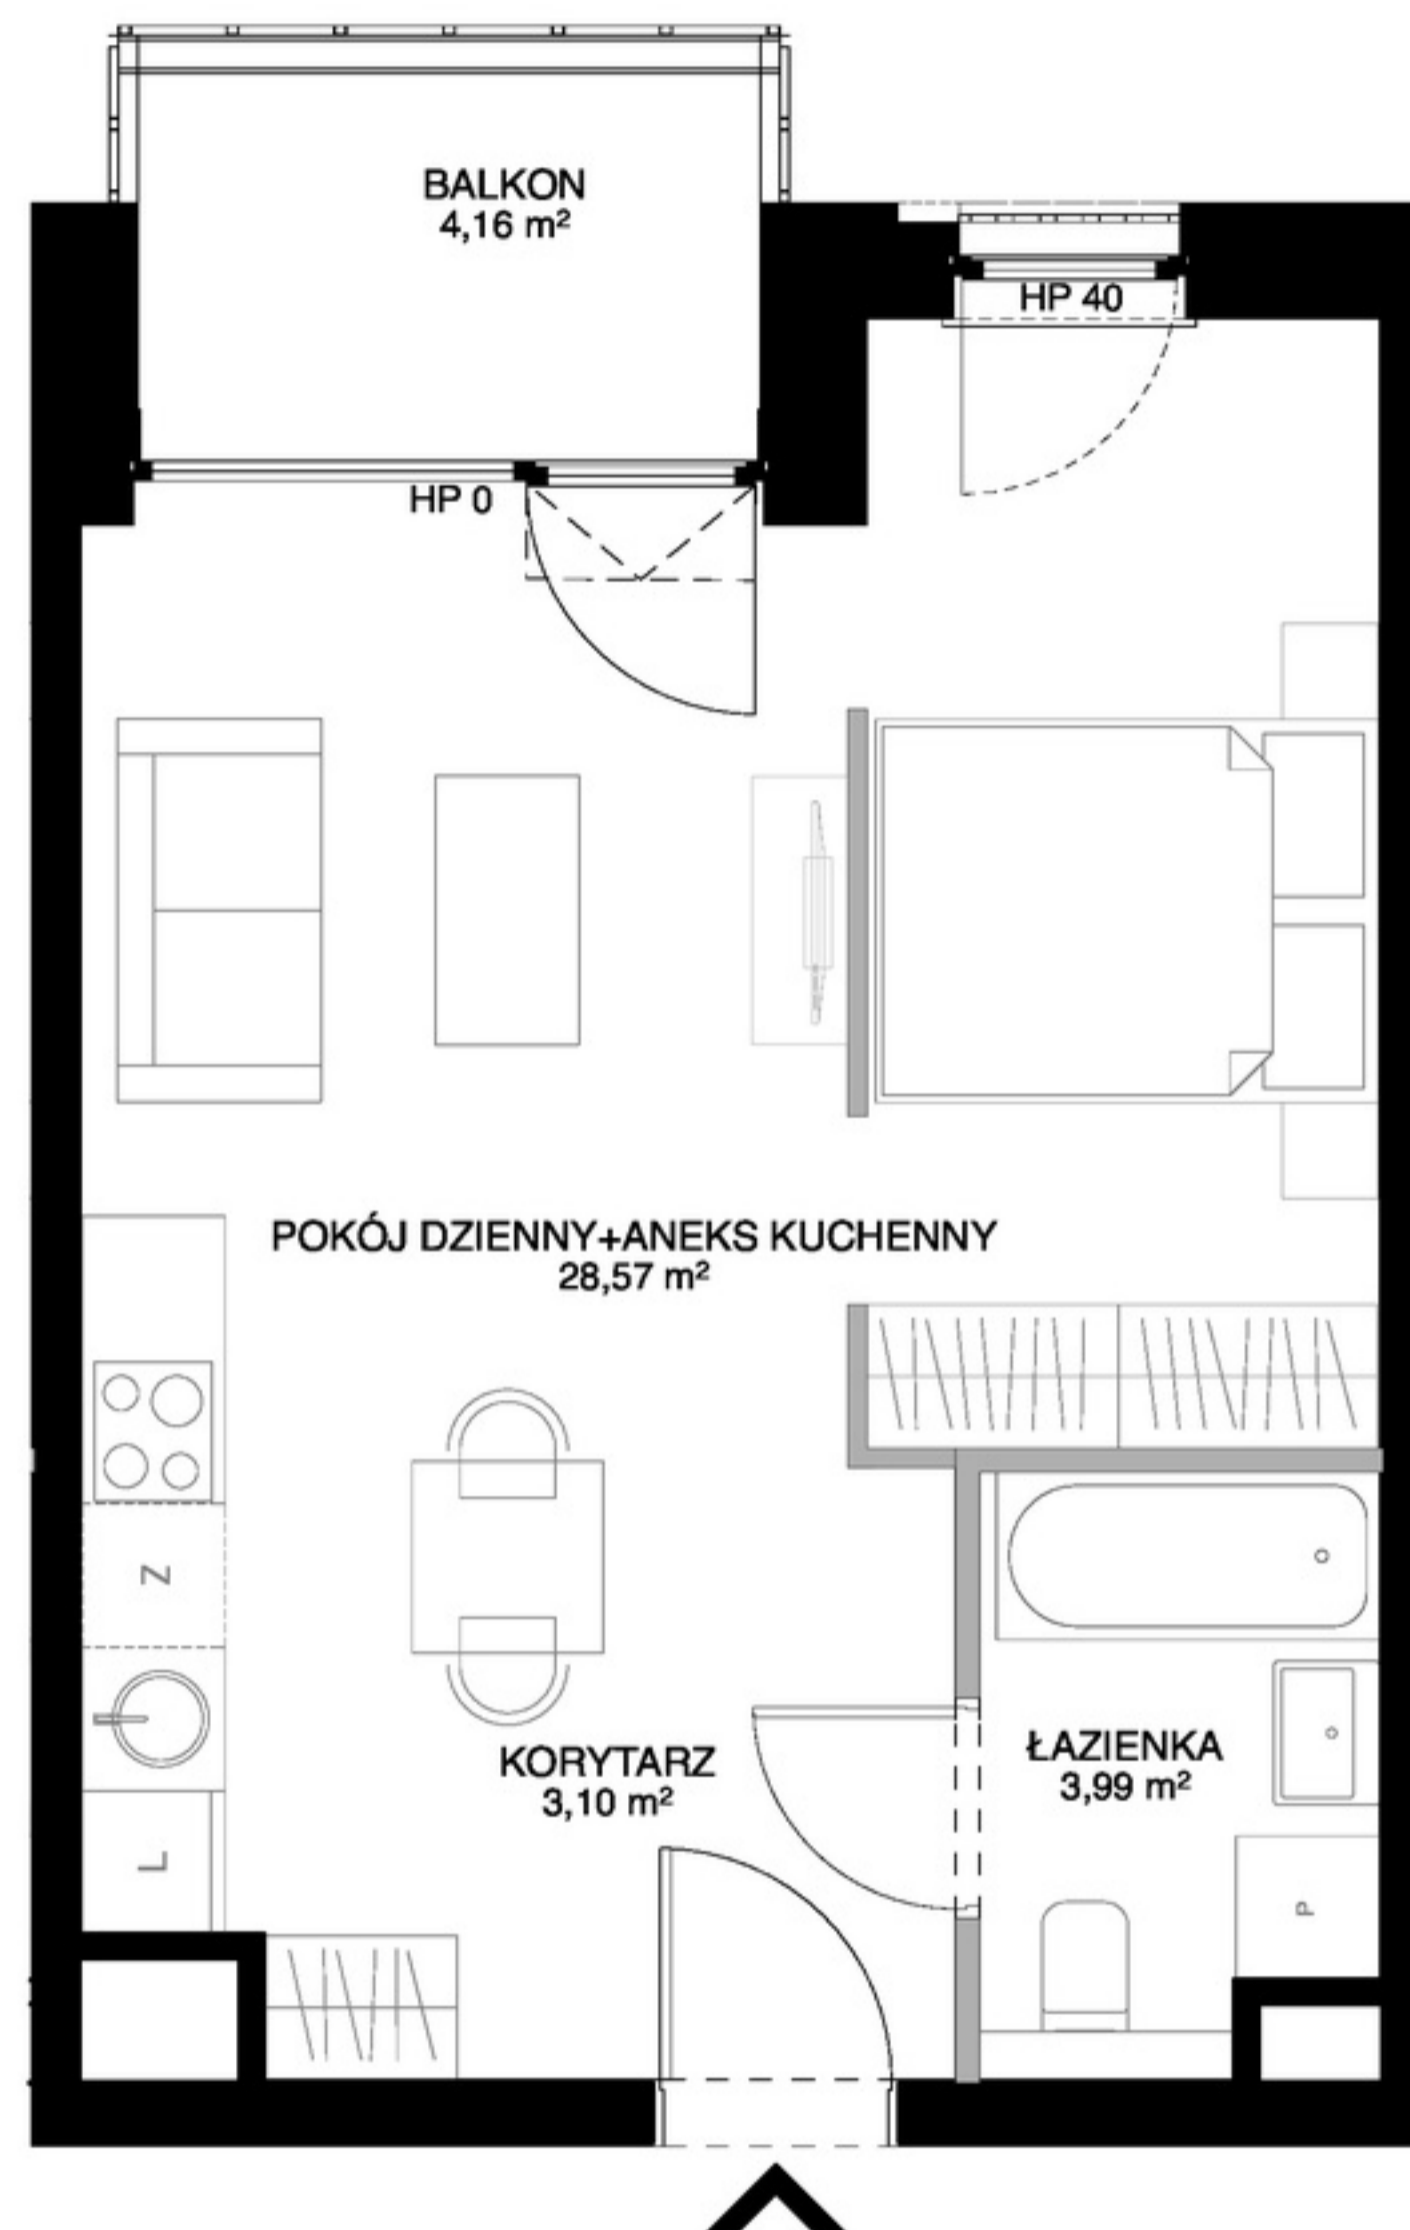 BALKON
4,16 m²
HP 40
HP 0
POKÓJ DZIENNY+ANEKS KUCHENNY
28,57 m²
Z
KORYTARZ
3,10 m²
ŁAZIENKA
3,99 m²
L
P